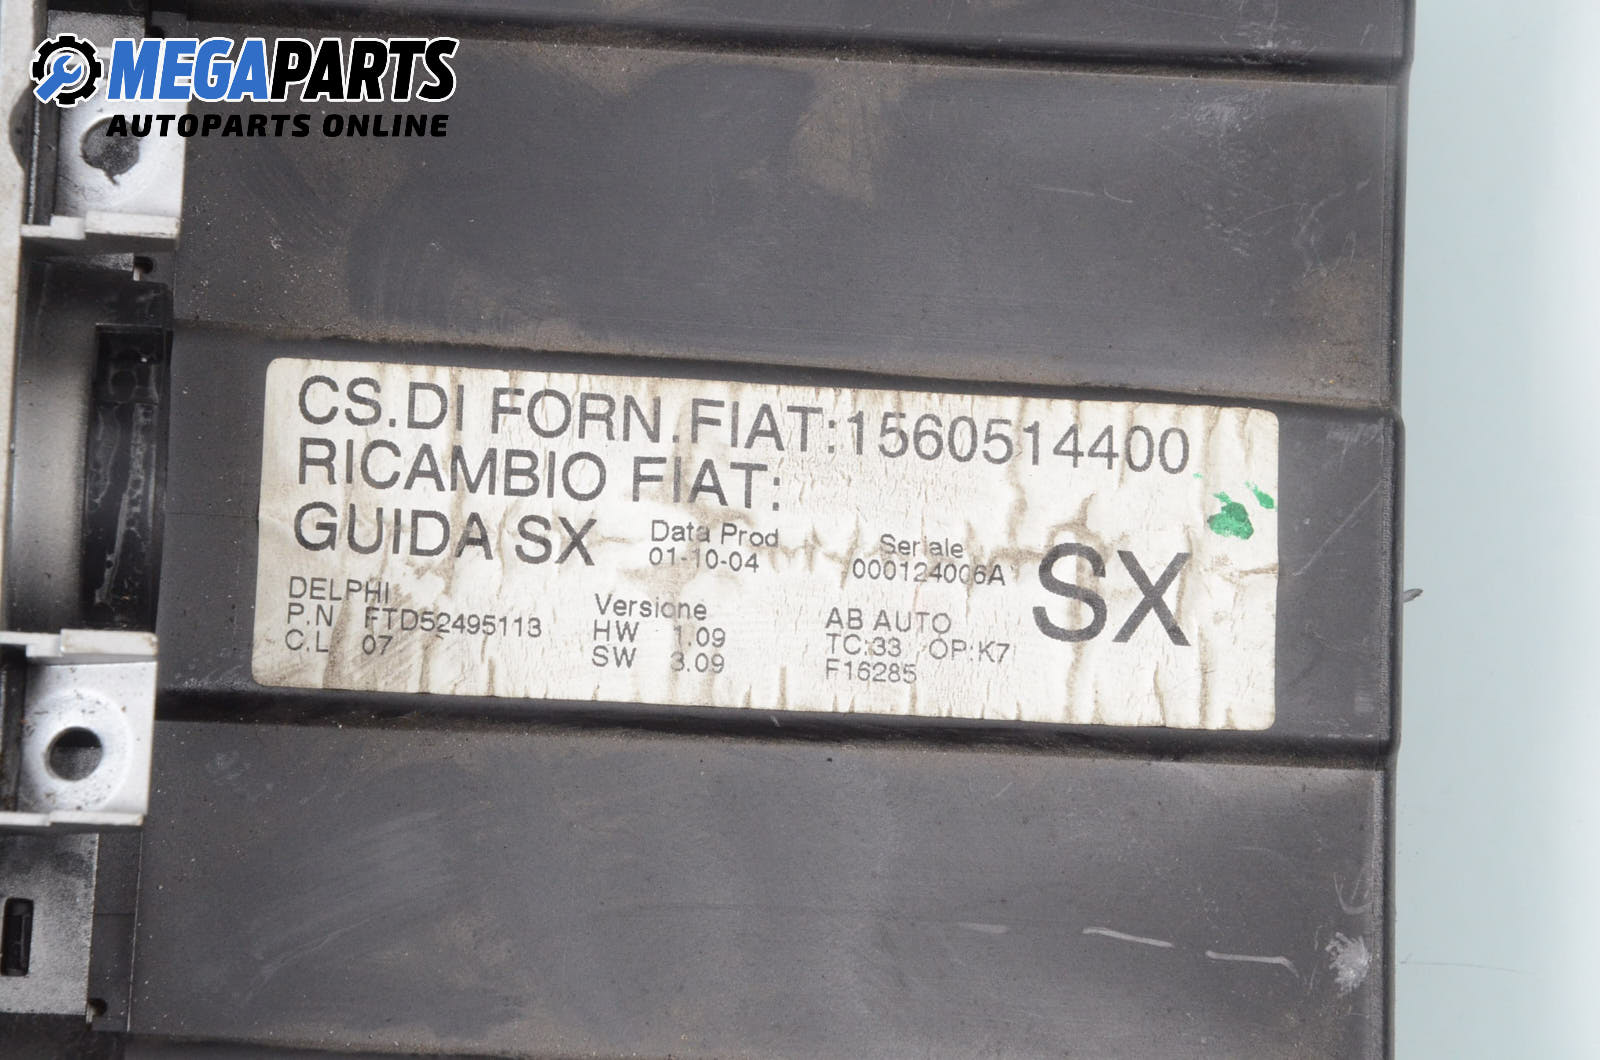 MEGAPARTS
AUTOPARTS ONLINE
CS.DI FORN.FIAT:1560514400
RICAMBIO FIAT:
GUIDA SX
Data Prod
01-10-04
Seriale
000124006A
SX
DELPHI
P.N FTD52495113
C.L 07
Versione
HW 1.09
SW 3.09
AB AUTO
TC:33 OP:K7
F16285